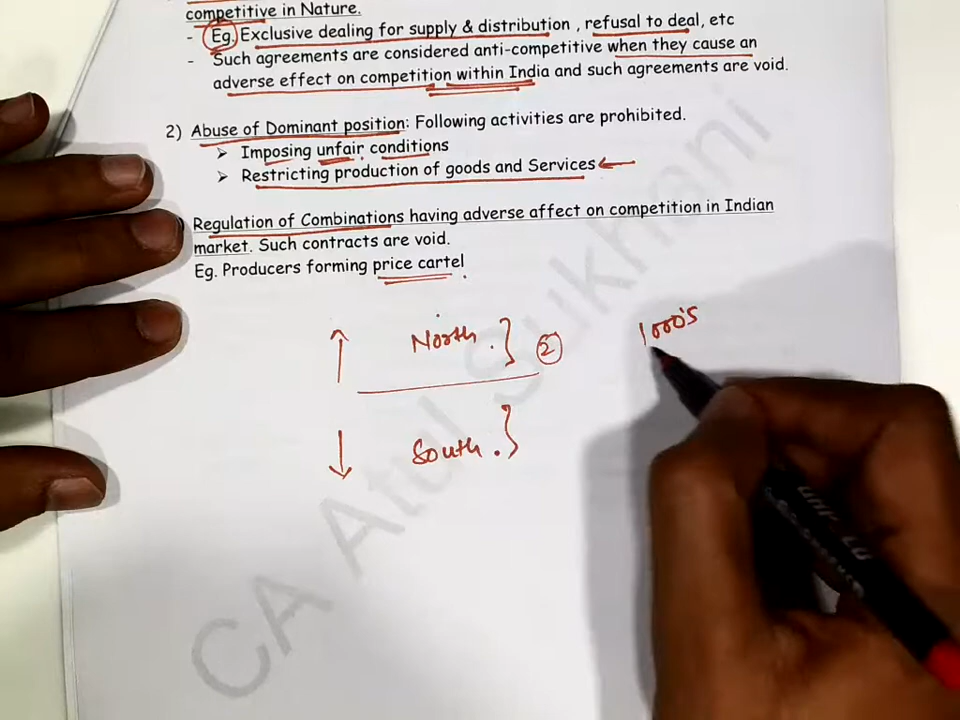 competitive in Nature.
- Eg. Exclusive dealing for supply & distribution , refusal to deal, etc
- Such agreements are considered anti-competitive when they cause an
adverse effect on competition within India and such agreements are void.
2) Abuse of Dominant position: Following activities are prohibited.
➢ Imposing unfair conditions
➢ Restricting production of goods and Services
) Regulation of Combinations having adverse affect on competition in Indian
market. Such contracts are void.
Eg. Producers forming price cartel
North
2
1000's
South
CA Atul Sukhani